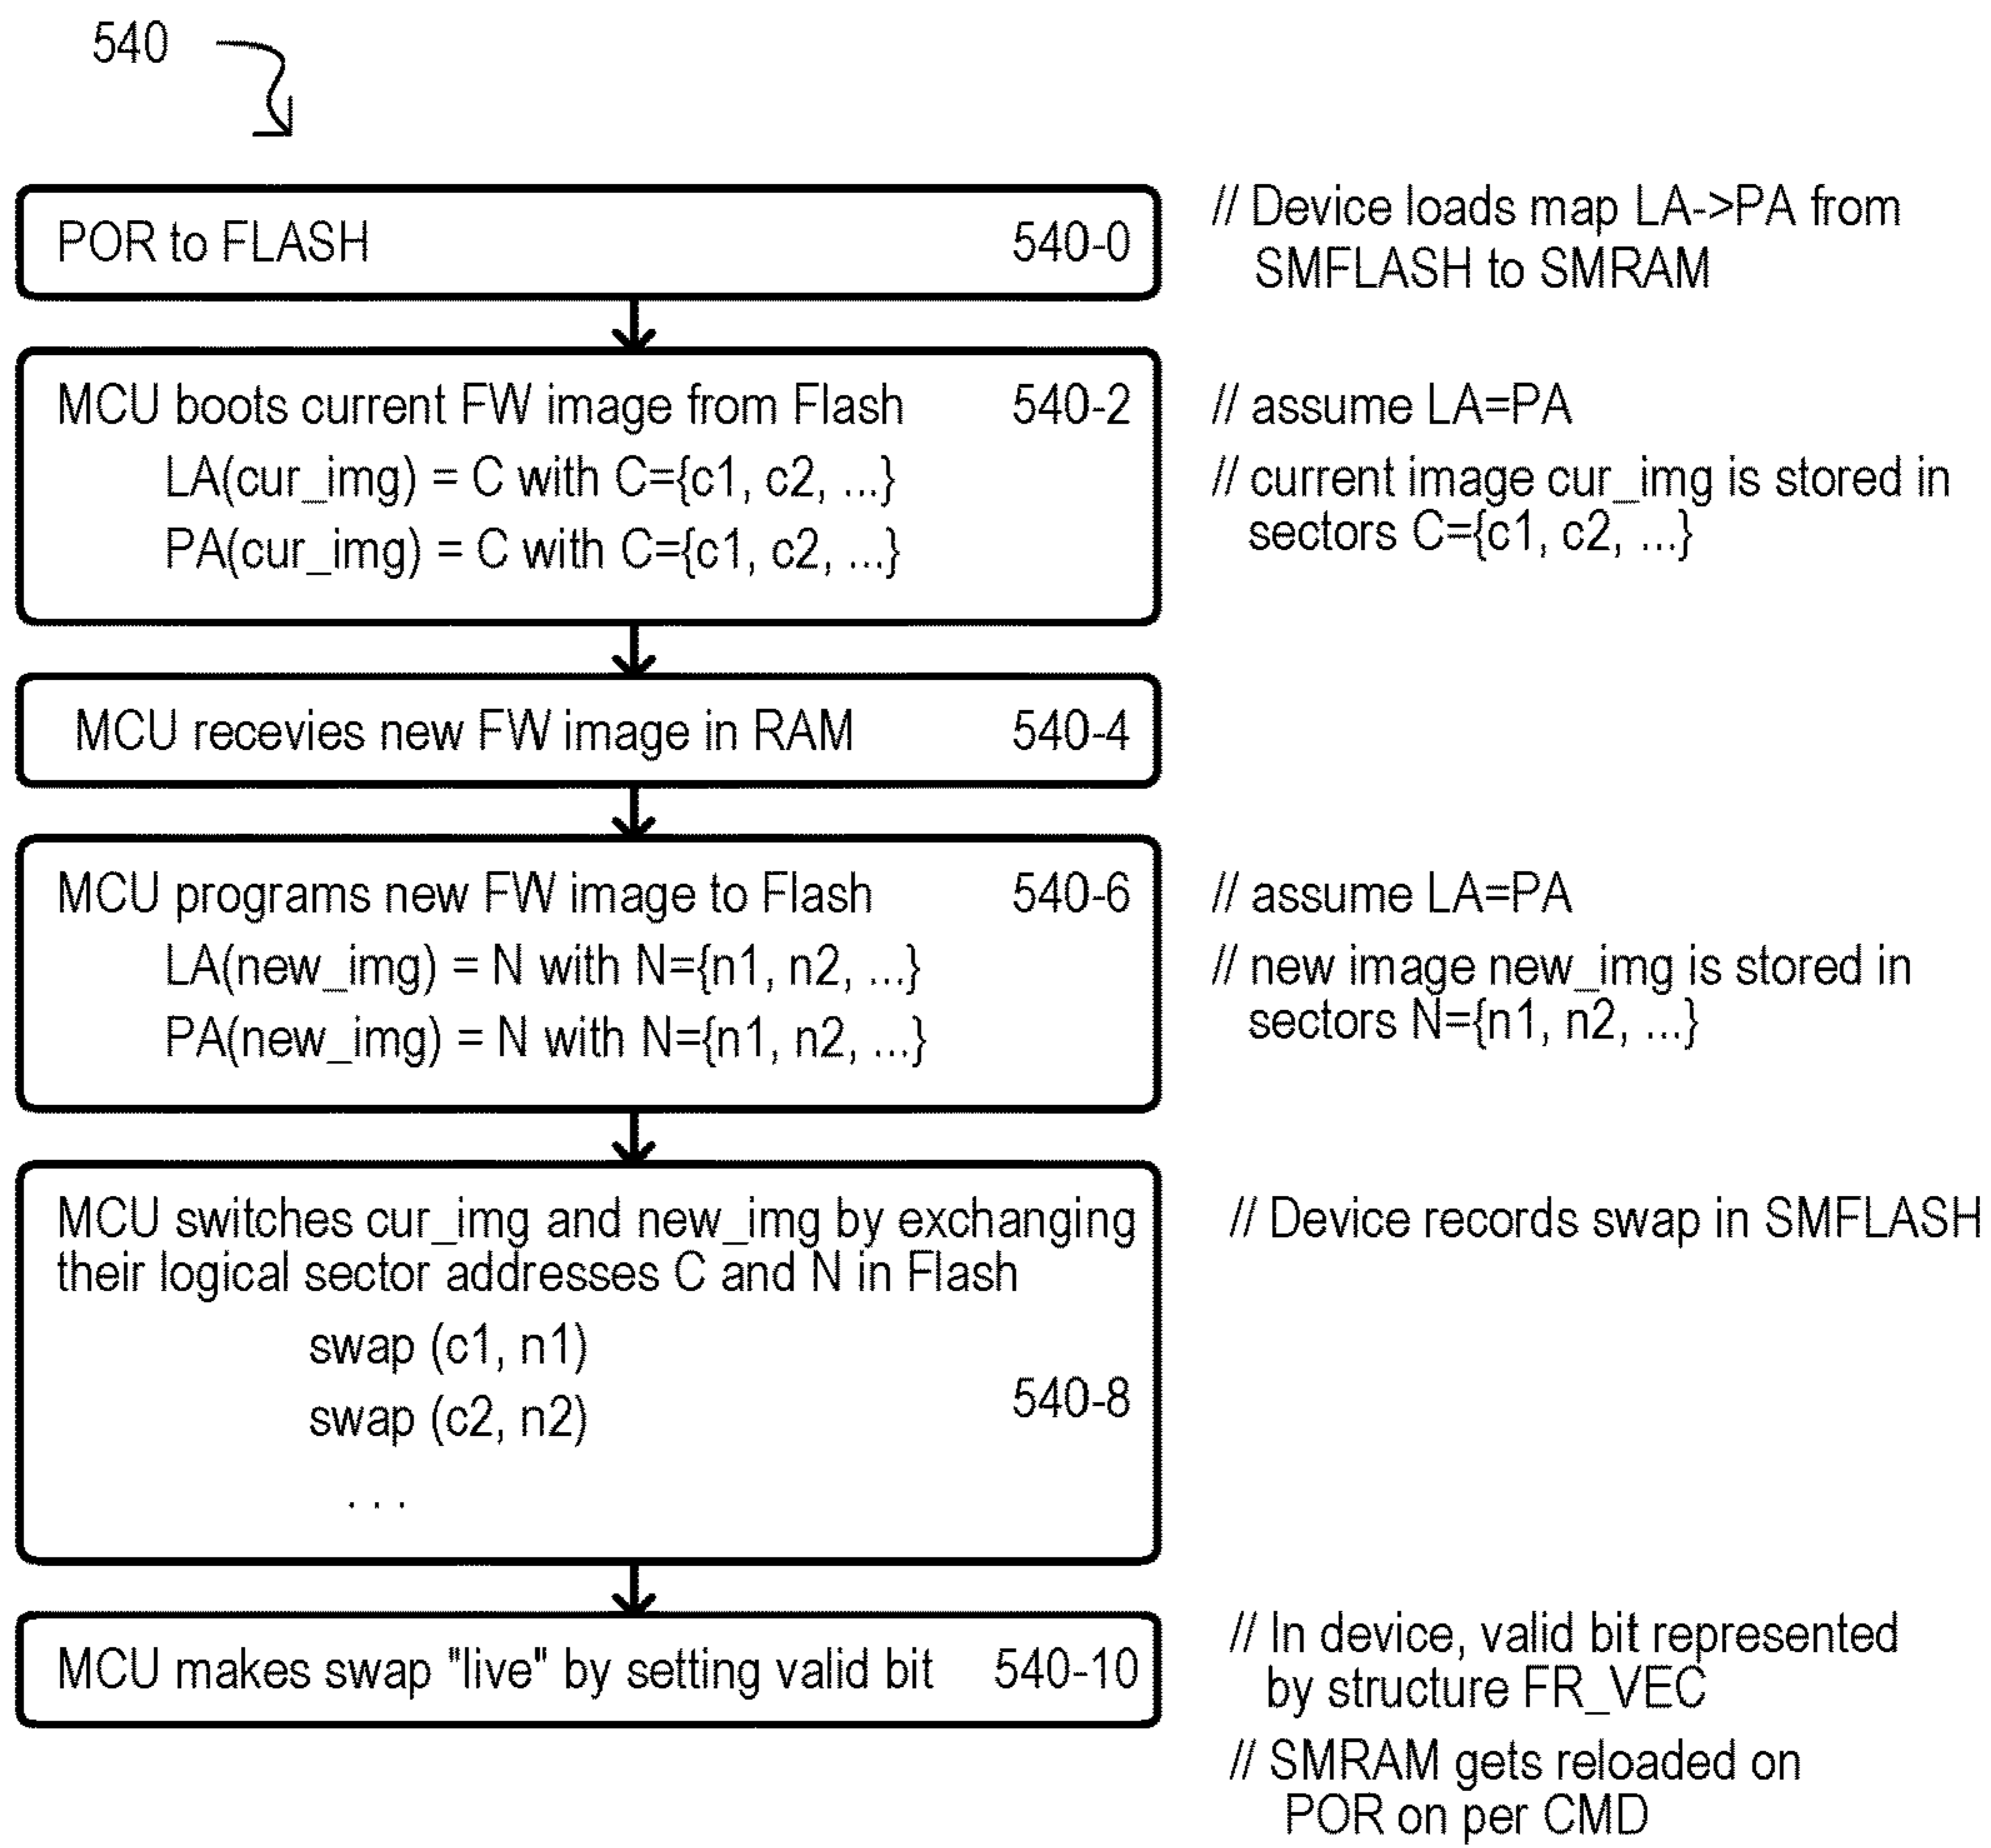 540
POR to FLASH 540-0
// Device loads map LA->PA from
SMFLASH to SMRAM
MCU boots current FW image from Flash 540-2
LA(cur_img) = C with C={c1, c2, ...}
PA(cur_img) = C with C={c1, c2, ...}
// assume LA=PA
// current image cur_img is stored in
sectors C={c1, c2, ...}
MCU recevies new FW image in RAM 540-4
MCU programs new FW image to Flash 540-6
LA(new_img) = N with N={n1, n2, ...}
PA(new_img) = N with N={n1, n2, ...}
// assume LA=PA
// new image new_img is stored in
sectors N={n1, n2, ...}
MCU switches cur_img and new_img by exchanging
their logical sector addresses C and N in Flash
swap (c1, n1)
swap (c2, n2)
. . .
540-8
// Device records swap in SMFLASH
MCU makes swap "live" by setting valid bit 540-10
// In device, valid bit represented
by structure FR_VEC
// SMRAM gets reloaded on
POR on per CMD